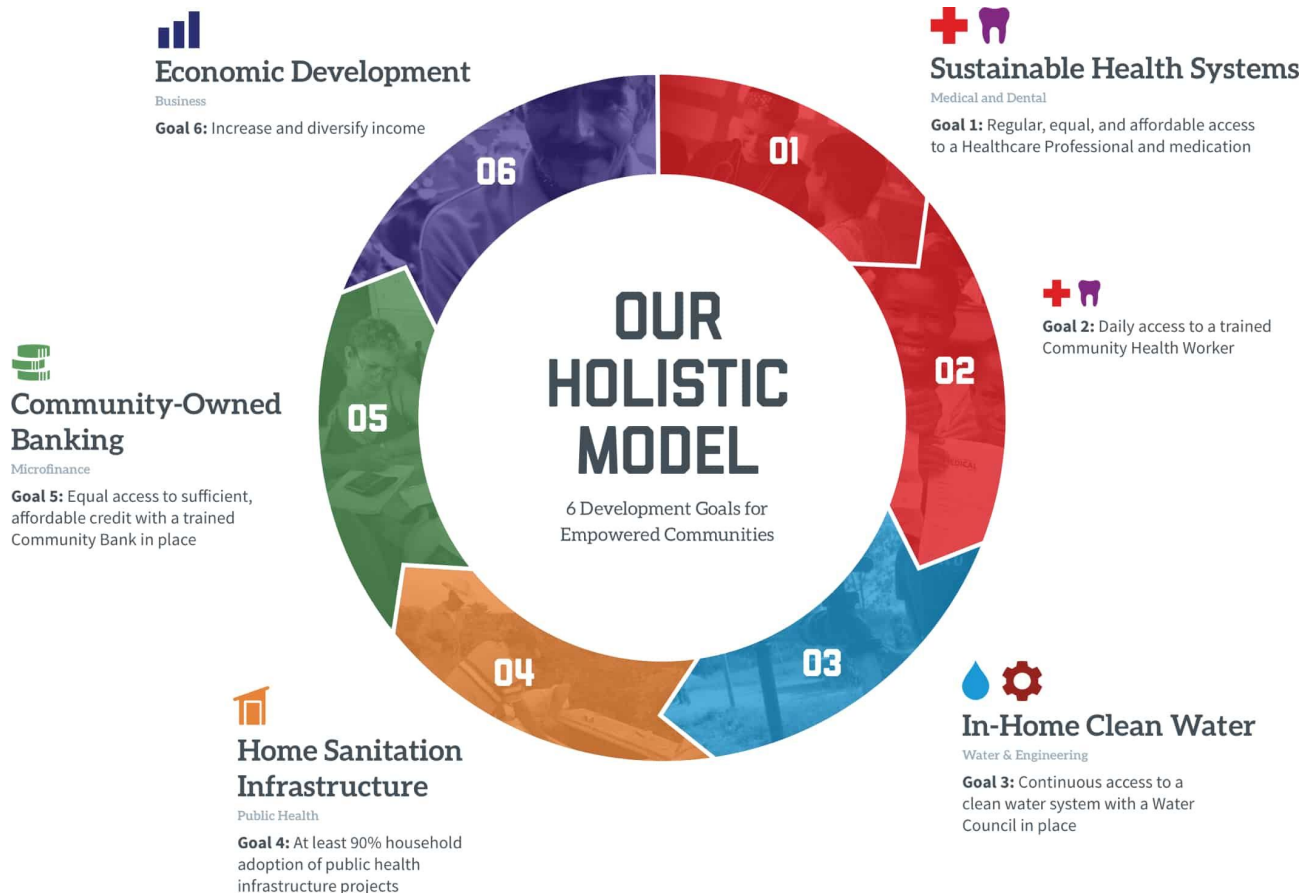 Economic Development
Business
Goal 6: Increase and diversify income
Sustainable Health Systems
Medical and Dental
Goal 1: Regular, equal, and affordable access
to a Healthcare Professional and medication
01
06
Goal 2: Daily access to a trained
Community Health Worker
02
OUR
HOLISTIC
MODEL
6 Development Goals for
Empowered Communities
05
Community-Owned
Banking
Microfinance
Goal 5: Equal access to sufficient,
affordable credit with a trained
Community Bank in place
03
04
In-Home Clean Water
Water & Engineering
Goal 3: Continuous access to a
clean water system with a Water
Council in place
Home Sanitation
Infrastructure
Public Health
Goal 4: At least 90% household
adoption of public health
infrastructure projects